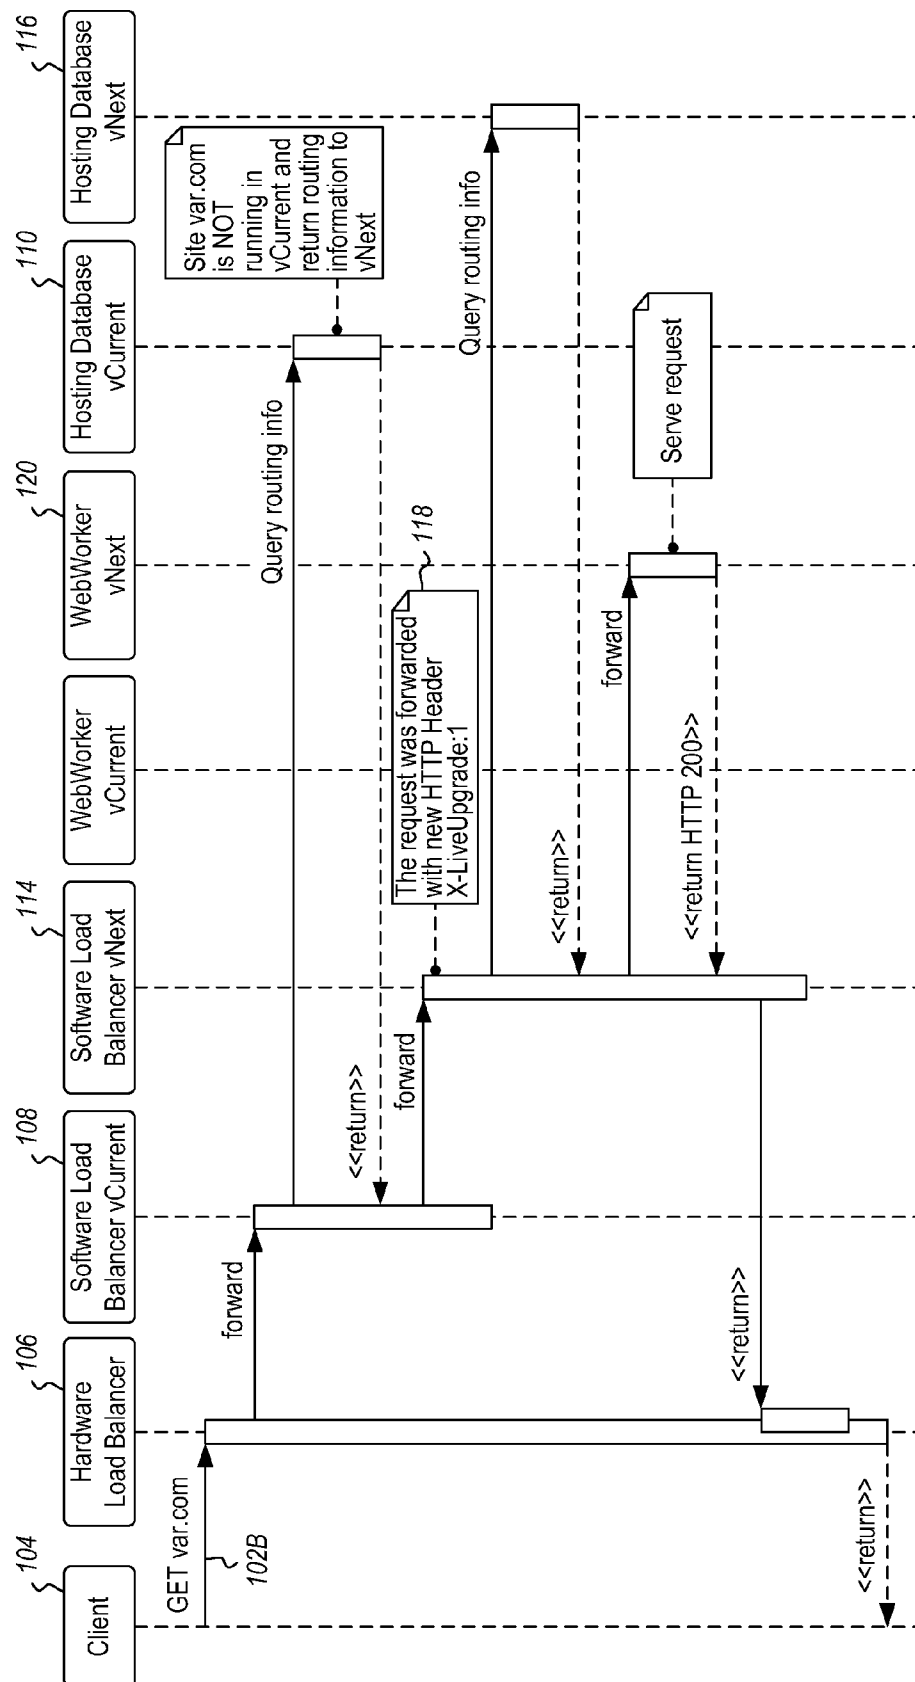 104
106
108
114
120
110
116
Client
Hardware
Load Balancer
Software Load
Balancer vCurrent
Software Load
Balancer vNext
WebWorker
vCurrent
WebWorker
vNext
Hosting Database
vCurrent
Hosting Database
vNext
GET var.com
102B
forward
Query routing info
Site var.com
is NOT
running in
vCurrent and
return routing
information to
vNext
<<return>>
forward
The request was forwarded
with new HTTP Header
X-LiveUpgrade:1
118
Query routing info
<<return>>
forward
Serve request
<<return HTTP 200>>
<<return>>
<<return>>